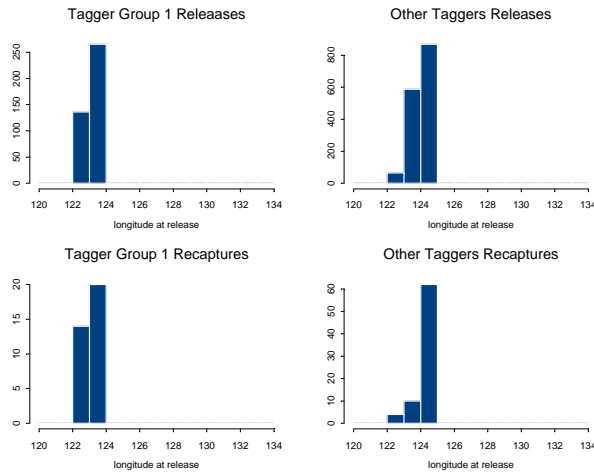 Tagger Group 1 Releaases
250
200
150
100
50
0
120 122 124 126 128 130 132 134
longitude at release
Other Taggers Releases
800
600
400
200
0
120 122 124 126 128 130 132 134
longitude at release
Tagger Group 1 Recaptures
20
15
10
5
0
120 122 124 126 128 130 132 134
longitude at release
Other Taggers Recaptures
60
50
40
30
20
10
0
120 122 124 126 128 130 132 134
longitude at release